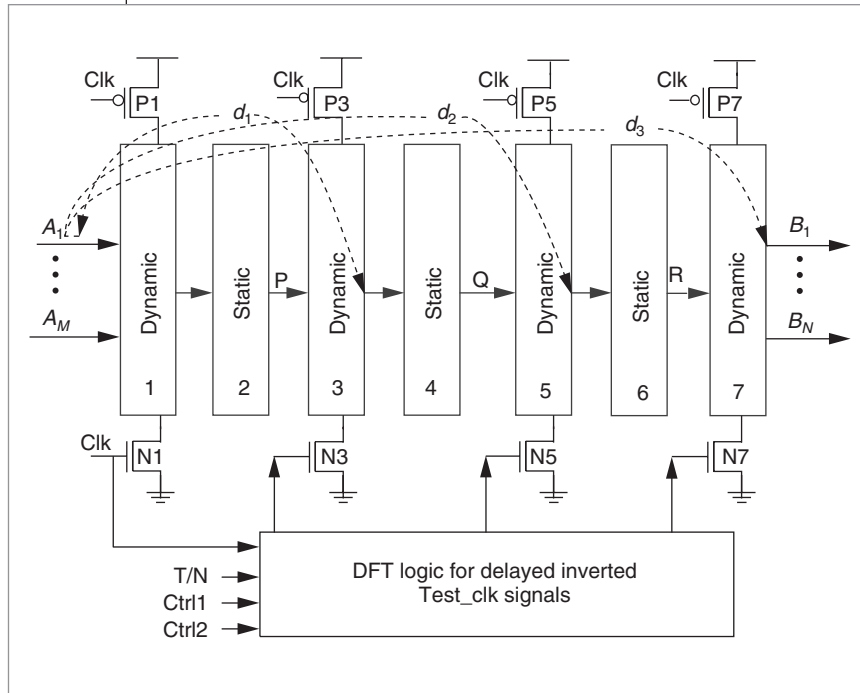 Clk Clk Clk Clk
P1 P3 P5 P7
d1 d2
d3
A1 B1
P Q R
Dynamic Static Dynamic Static Dynamic Static Dynamic
AM BN
1 2 3 4 5 6 7
Clk
N1 N3 N5 N7
DFT logic for delayed inverted
Test_clk signals
T/N
Ctrl1
Ctrl2